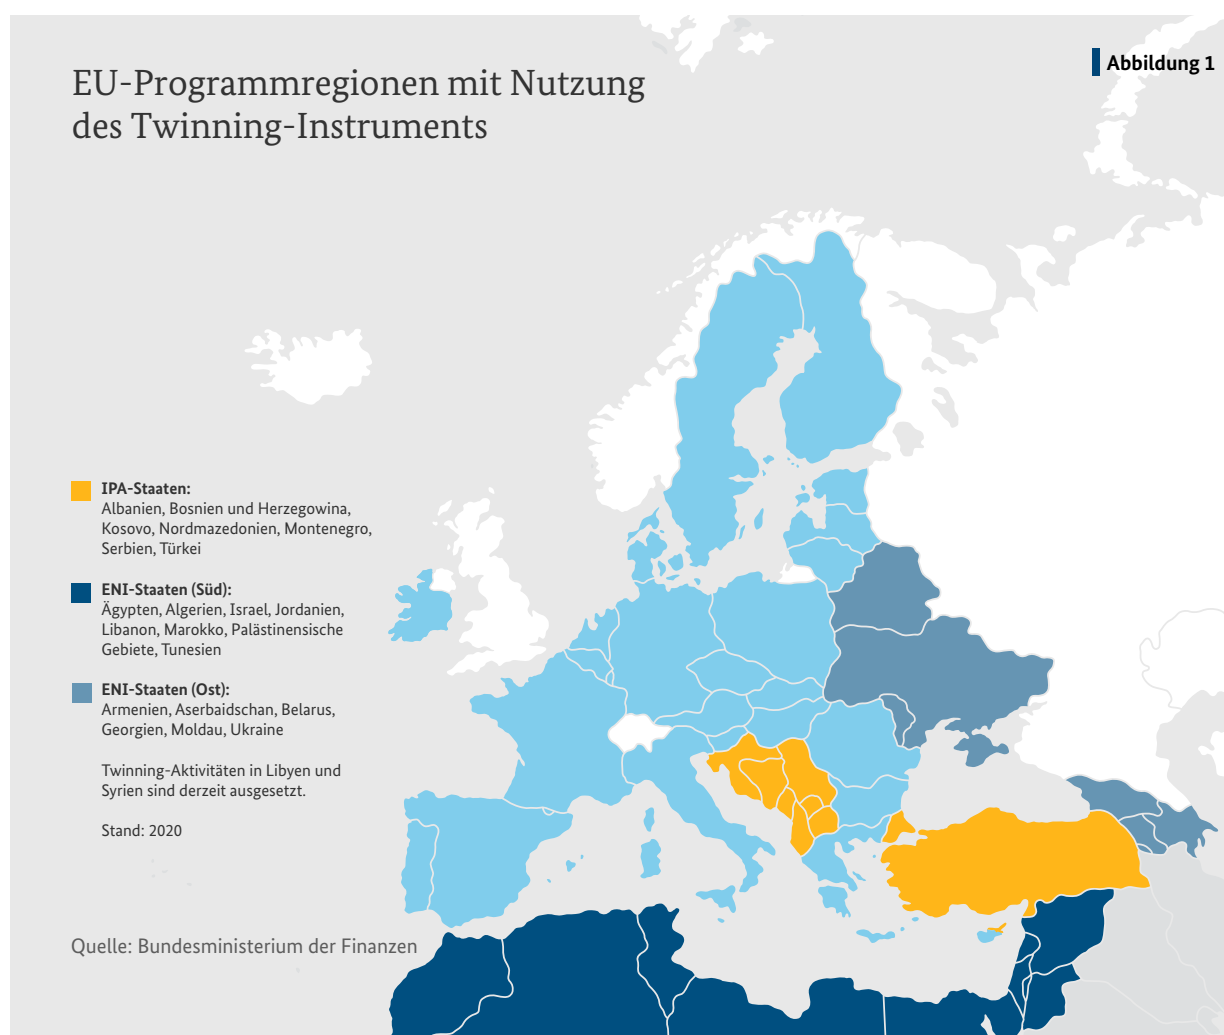 Abbildung 1
EU-Programmregionen mit Nutzung
des Twinning-Instruments
IPA-Staaten:
Albanien, Bosnien und Herzegowina,
Kosovo, Nordmazedonien, Montenegro,
Serbien, Türkei
ENI-Staaten (Süd):
Ägypten, Algerien, Israel, Jordanien,
Libanon, Marokko, Palästinensische
Gebiete, Tunesien
ENI-Staaten (Ost):
Armenien, Aserbaidschan, Belarus,
Georgien, Moldau, Ukraine
Twinning-Aktivitäten in Libyen und
Syrien sind derzeit ausgesetzt.
Stand: 2020
Quelle: Bundesministerium der Finanzen